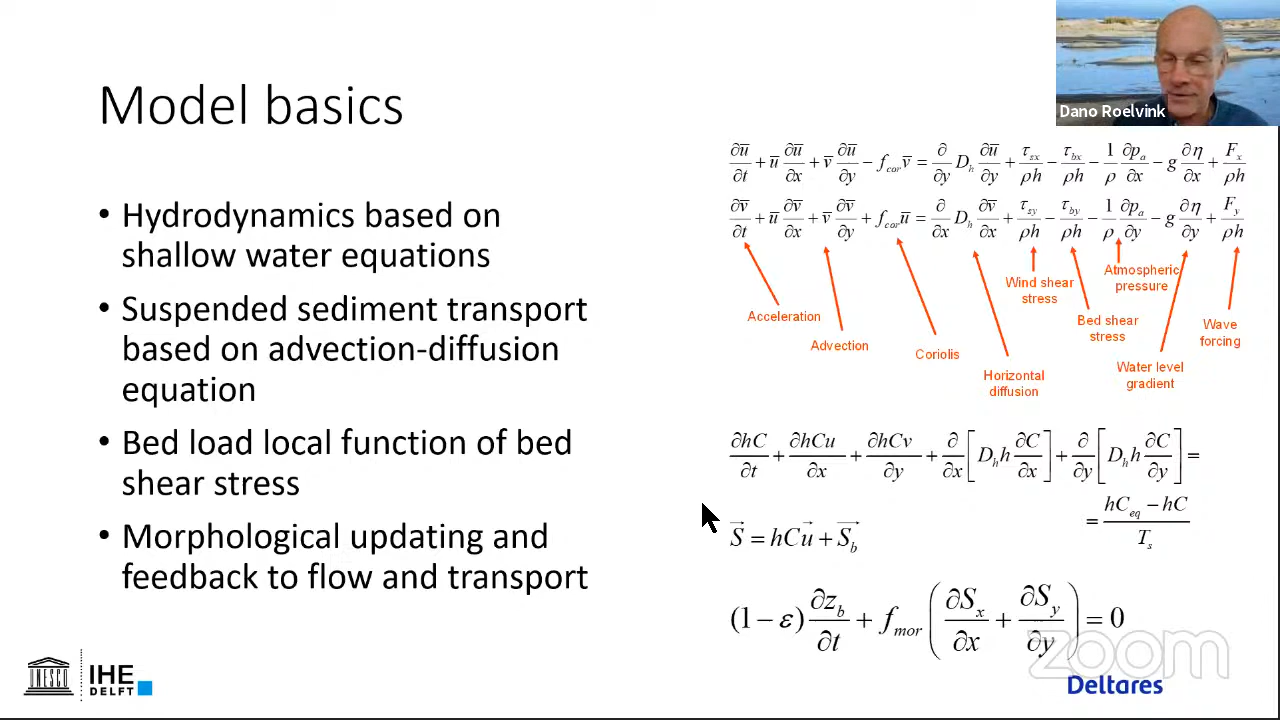 Dano Roelvink
Model basics
• Hydrodynamics based on
shallow water equations
• Suspended sediment transport
based on advection-diffusion
equation
• Bed load local function of bed
shear stress
• Morphological updating and
feedback to flow and transport
∂ū/∂t + ū ∂ū/∂x + v̄ ∂ū/∂y − f_cor v̄ = ∂/∂y D_h ∂ū/∂y + τ_sx/ρh − τ_bx/ρh − 1/ρ ∂p_a/∂x − g ∂η/∂x + F_x/ρh
∂v̄/∂t + ū ∂v̄/∂x + v̄ ∂v̄/∂y + f_cor ū = ∂/∂x D_h ∂v̄/∂x + τ_sy/ρh − τ_by/ρh − 1/ρ ∂p_a/∂y − g ∂η/∂y + F_y/ρh
Acceleration
Advection
Coriolis
Horizontal
diffusion
Wind shear
stress
Bed shear
stress
Atmospheric
pressure
Water level
gradient
Wave
forcing
∂hC/∂t + ∂hCu/∂x + ∂hCv/∂y + ∂/∂x [D_h h ∂C/∂x] + ∂/∂y [D_h h ∂C/∂y] =
= (hC_eq − hC)/T_s
S⃗ = hCu⃗ + S⃗_b
(1 − ε) ∂z_b/∂t + f_mor (∂S_x/∂x + ∂S_y/∂y) = 0
unesco
IHE
DELFT
zoom
Deltares